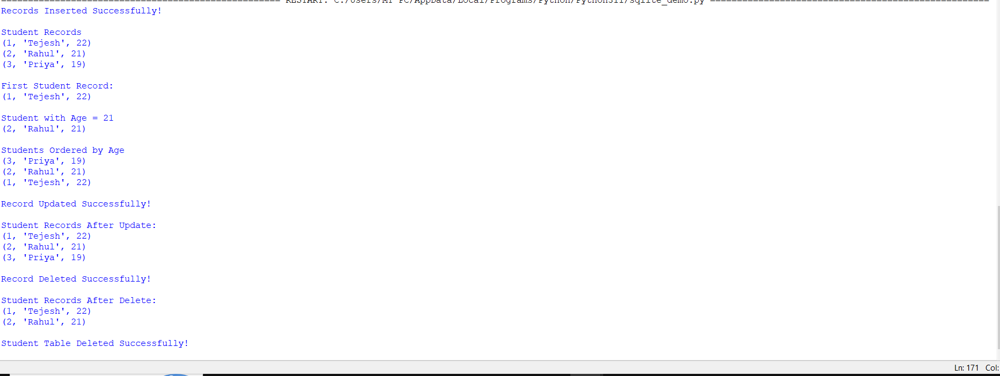 RESTART: C:/Users/MY PC/AppData/Local/Programs/Python/Python311/sqlite_demo.py
Records Inserted Successfully!
Student Records
(1, 'Tejesh', 22)
(2, 'Rahul', 21)
(3, 'Priya', 19)
First Student Record:
(1, 'Tejesh', 22)
Student with Age = 21
(2, 'Rahul', 21)
Students Ordered by Age
(3, 'Priya', 19)
(2, 'Rahul', 21)
(1, 'Tejesh', 22)
Record Updated Successfully!
Student Records After Update:
(1, 'Tejesh', 22)
(2, 'Rahul', 21)
(3, 'Priya', 19)
Record Deleted Successfully!
Student Records After Delete:
(1, 'Tejesh', 22)
(2, 'Rahul', 21)
Student Table Deleted Successfully!
Ln: 171 Col: